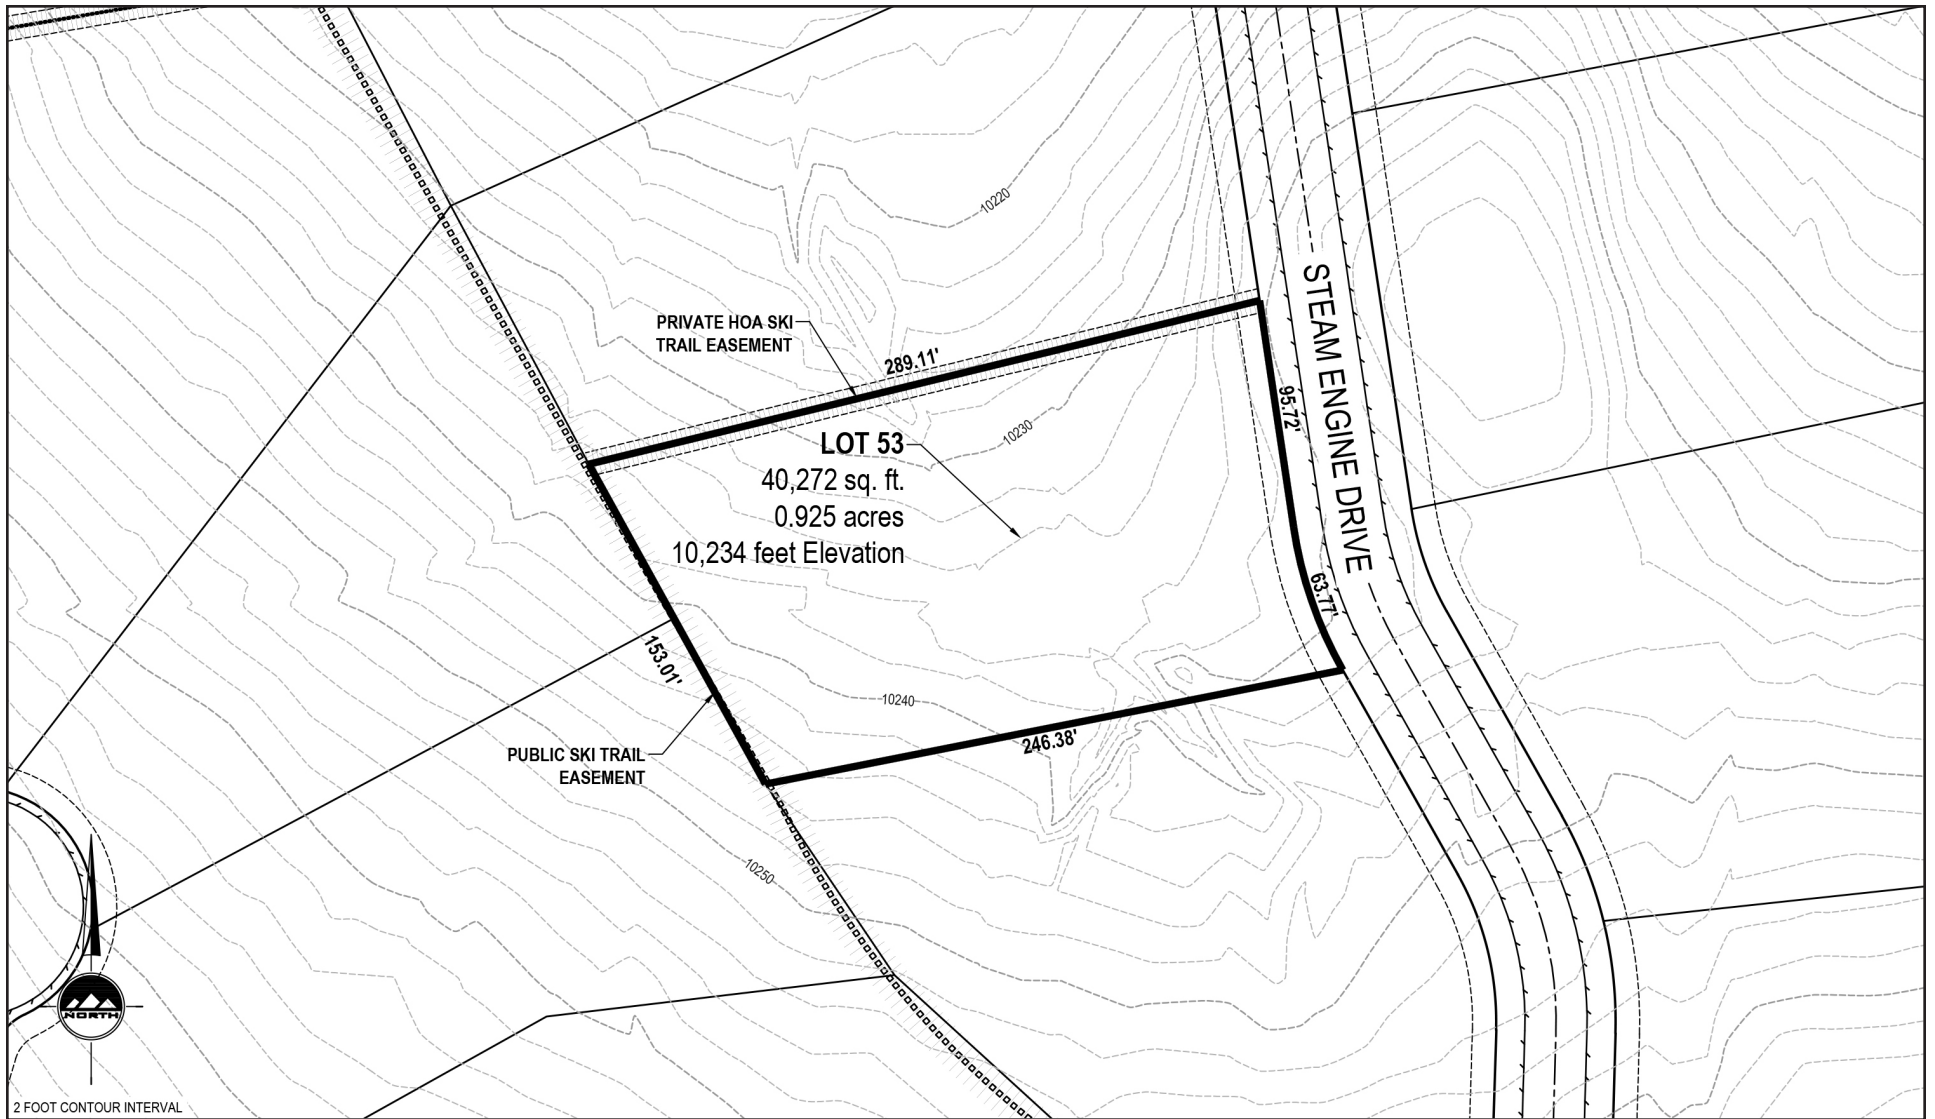 10220
STEAM ENGINE DRIVE
PRIVATE HOA SKI
TRAIL EASEMENT
289.11'
95.72'
10230
LOT 53
40,272 sq. ft.
0.925 acres
10,234 feet Elevation
63.77'
153.01'
10240
246.38'
PUBLIC SKI TRAIL
EASEMENT
10250
NORTH
2 FOOT CONTOUR INTERVAL